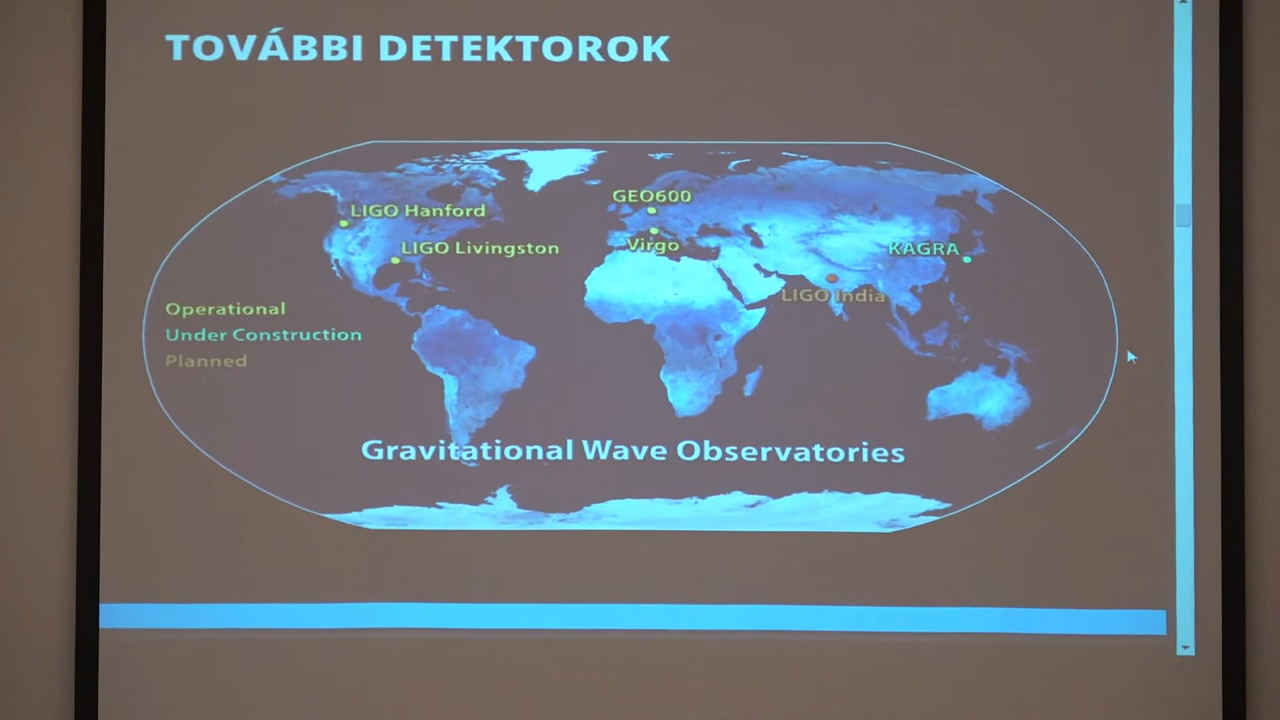 TOVÁBBI DETEKTOROK
GEO600
LIGO Hanford
LIGO Livingston
Virgo
KAGRA
LIGO India
Operational
Under Construction
Planned
Gravitational Wave Observatories